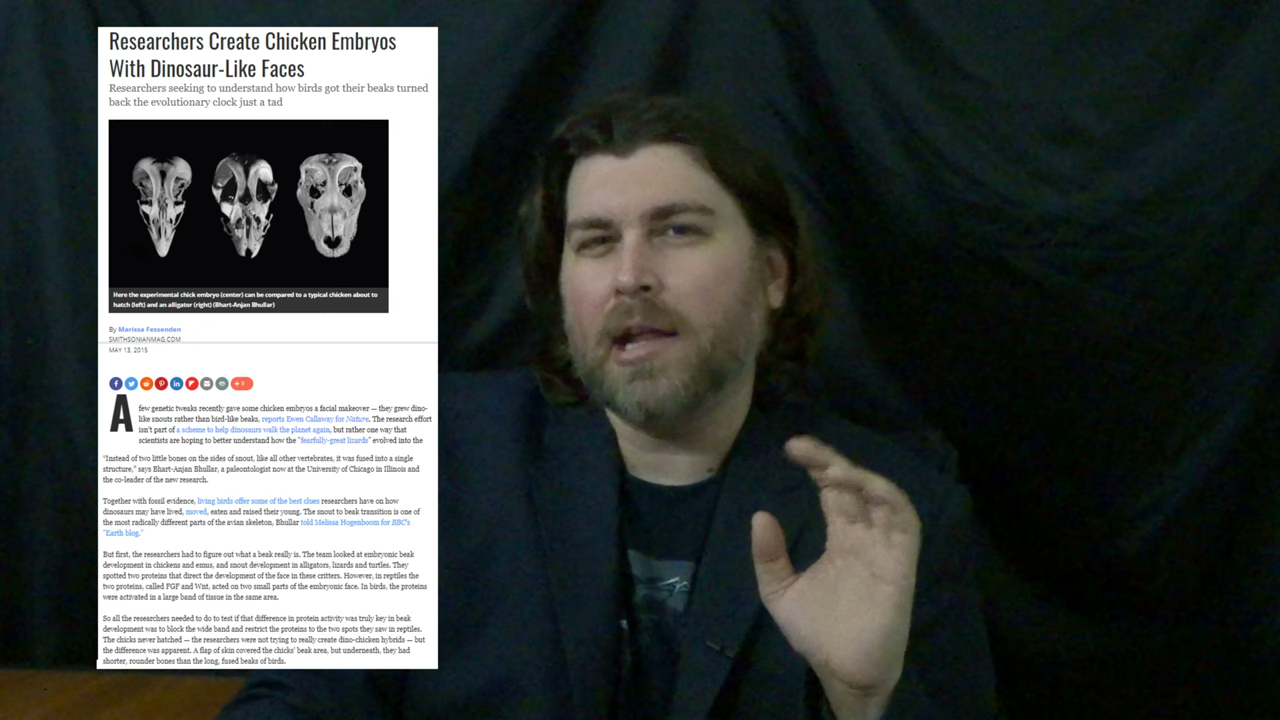 Researchers Create Chicken Embryos
With Dinosaur-Like Faces
Researchers seeking to understand how birds got their beaks turned
back the evolutionary clock just a tad
Here the experimental chick embryo (center) can be compared to a typical chicken about to
hatch (left) and an alligator (right) (Bhart-Anjan Bhullar)
By Marissa Fessenden
SMITHSONIANMAG.COM
MAY 13, 2015
A few genetic tweaks recently gave some chicken embryos a facial makeover — they grew dino-
like snouts rather than bird-like beaks, reports Ewen Callaway for Nature. The research effort
isn't part of a scheme to help dinosaurs walk the planet again, but rather one way that
scientists are hoping to better understand how the "fearfully-great lizards" evolved into the
"Instead of two little bones on the sides of snout, like all other vertebrates, it was fused into a single
structure," says Bhart-Anjan Bhullar, a paleontologist now at the University of Chicago in Illinois and
the co-leader of the new research.
Together with fossil evidence, living birds offer some of the best clues researchers have on how
dinosaurs may have lived, moved, eaten and raised their young. The snout to beak transition is one of
the most radically different parts of the avian skeleton, Bhullar told Melissa Hogenboom for BBC's
"Earth blog."
But first, the researchers had to figure out what a beak really is. The team looked at embryonic beak
development in chickens and emus, and snout development in alligators, lizards and turtles. They
spotted two proteins that direct the development of the face in these critters. However, in reptiles the
two proteins, called FGF and Wnt, acted on two small parts of the embryonic face. In birds, the proteins
were activated in a large band of tissue in the same area.
So all the researchers needed to do to test if that difference in protein activity was truly key in beak
development was to block the wide band and restrict the proteins to the two spots they saw in reptiles.
The chicks never hatched — the researchers were not trying to really create dino-chicken hybrids — but
the difference was apparent. A flap of skin covered the chicks' beak area, but underneath, they had
shorter, rounder bones than the long, fused beaks of birds.